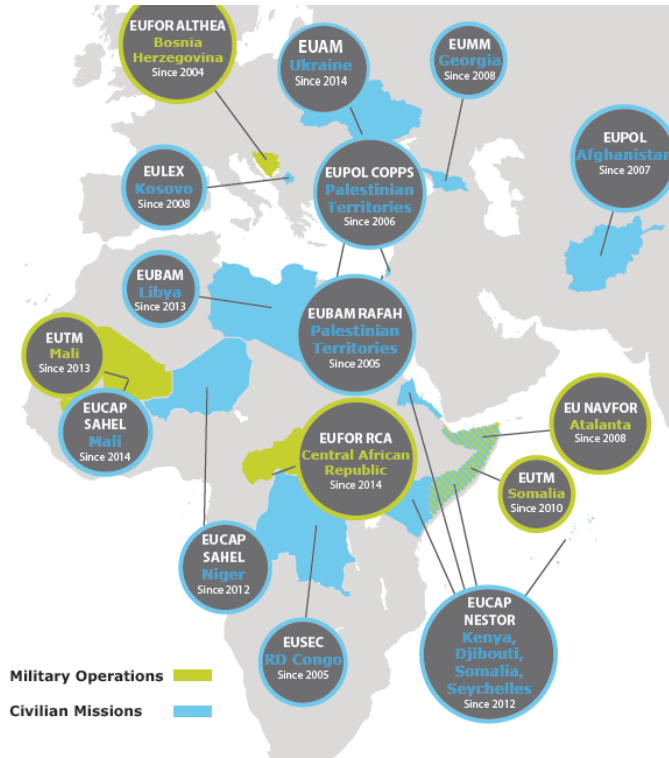 EUFOR ALTHEA
Bosnia
Herzegovina
Since 2004
EUAM
Ukraine
Since 2014
EUMM
Georgia
Since 2008
EUPOL
Afghanistan
Since 2007
EULEX
Kosovo
Since 2008
EUPOL COPPS
Palestinian
Territories
Since 2006
EUBAM
Libya
Since 2013
EUBAM RAFAH
Palestinian
Territories
Since 2005
EUTM
Mali
Since 2013
EUCAP
SAHEL
Mali
Since 2014
EUFOR RCA
Central African
Republic
Since 2014
EU NAVFOR
Atalanta
Since 2008
EUTM
Somalia
Since 2010
EUCAP
SAHEL
Niger
Since 2012
EUSEC
RD Congo
Since 2005
EUCAP
NESTOR
Kenya,
Djibouti,
Somalia,
Seychelles
Since 2012
Military Operations
Civilian Missions